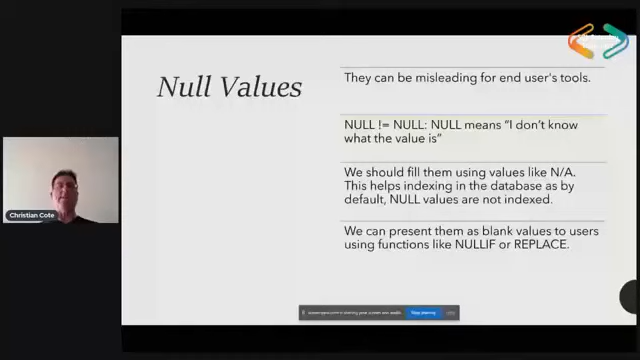 Null Values
They can be misleading for end user's tools.
NULL != NULL: NULL means “I don’t know
what the value is”
We should fill them using values like N/A.
This helps indexing in the database as by
default, NULL values are not indexed.
We can present them as blank values to users
using functions like NULLIF or REPLACE.
Christian Cote
Stop sharing